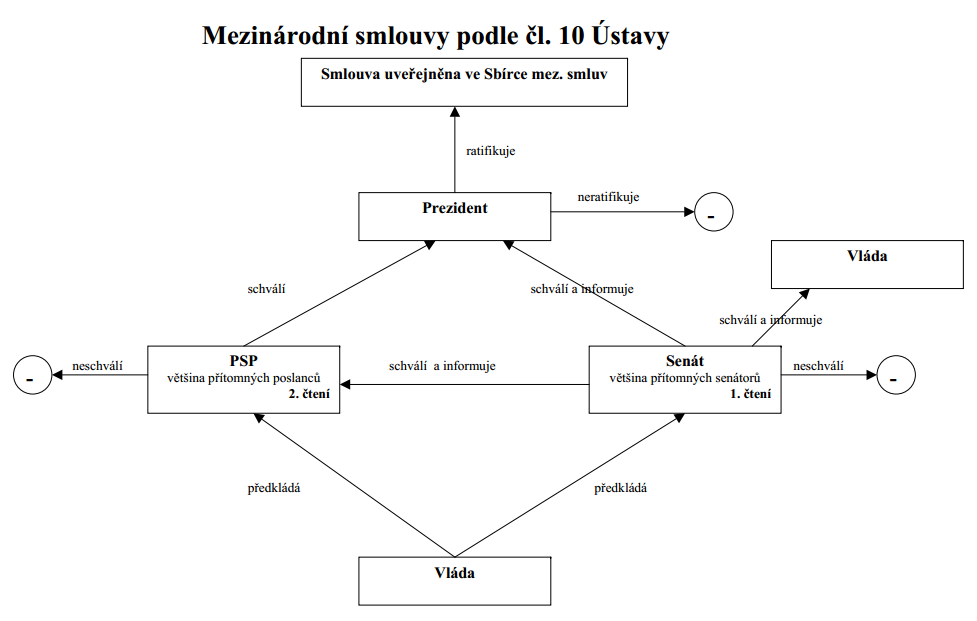 Mezinárodní smlouvy podle čl. 10 Ústavy
Smlouva uveřejněna ve Sbírce mez. smluv
ratifikuje
Prezident
neratifikuje
-
Vláda
schválí
schválí a informuje
schválí a informuje
-
neschválí
PSP
většina přítomných poslanců
2. čtení
schválí a informuje
Senát
většina přítomných senátorů
1. čtení
neschválí
-
předkládá
předkládá
Vláda